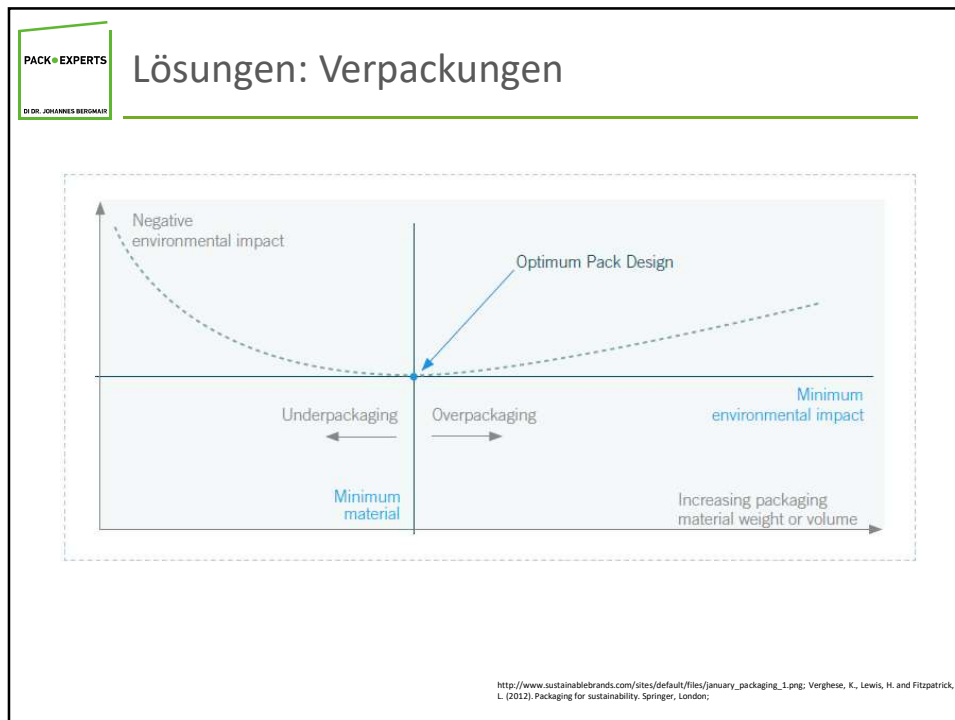 PACK●EXPERTS
DI DR. JOHANNES BERGMAIR
Lösungen: Verpackungen
Negative
environmental impact
Optimum Pack Design
Minimum
environmental impact
Underpackaging
Overpackaging
Minimum
material
Increasing packaging
material weight or volume
http://www.sustainablebrands.com/sites/default/files/january_packaging_1.png; Verghese, K., Lewis, H. and Fitzpatrick,
L. (2012). Packaging for sustainability. Springer, London;